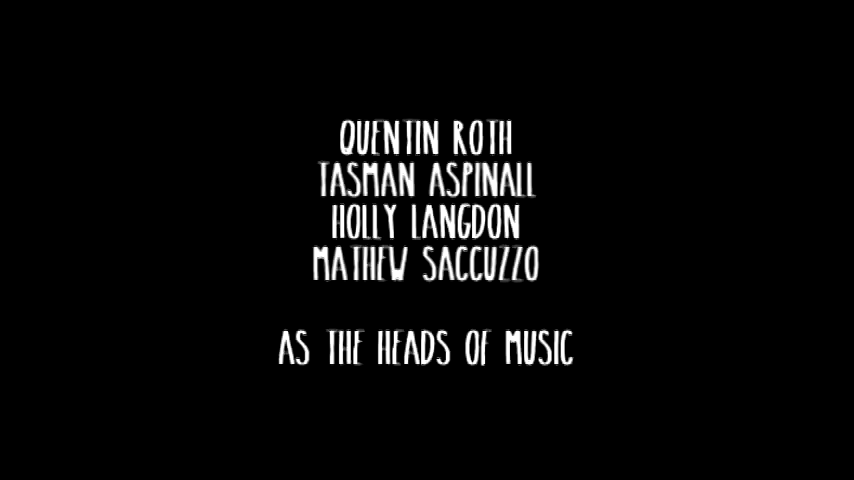 QUENTIN ROTH
TASMAN ASPINALL
HOLLY LANGDON
MATHEW SACCUZZO
AS THE HEADS OF MUSIC